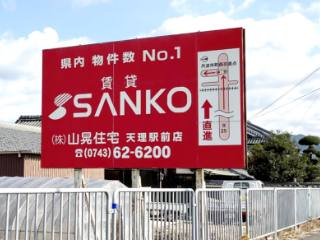 県内 物件数 No.1
賃貸
SANKO
㈱山晃住宅 天理駅前店
☎(0743)62-6200
直進